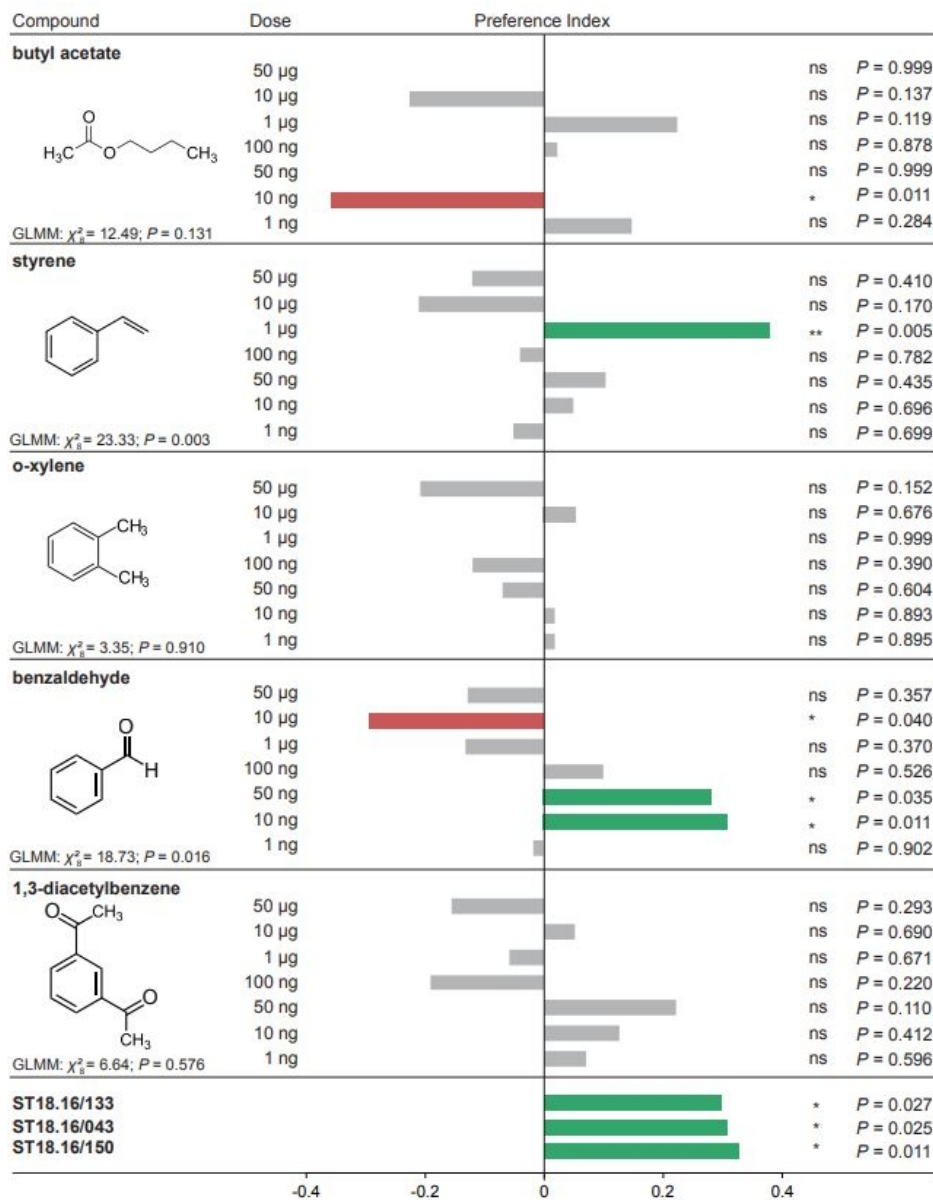 Compound Dose Preference Index
butyl acetate
50 µg ns P = 0.999
10 µg ns P = 0.137
1 µg ns P = 0.119
100 ng ns P = 0.878
50 ng ns P = 0.999
10 ng * P = 0.011
1 ng ns P = 0.284
O
H₃C O CH₃
GLMM: χ²₈ = 12.49; P = 0.131
styrene
50 µg ns P = 0.410
10 µg ns P = 0.170
1 µg ** P = 0.005
100 ng ns P = 0.782
50 ng ns P = 0.435
10 ng ns P = 0.696
1 ng ns P = 0.699
GLMM: χ²₈ = 23.33; P = 0.003
o-xylene
50 µg ns P = 0.152
10 µg ns P = 0.676
1 µg ns P = 0.999
100 ng ns P = 0.390
50 ng ns P = 0.604
10 ng ns P = 0.893
1 ng ns P = 0.895
CH₃
CH₃
GLMM: χ²₈ = 3.35; P = 0.910
benzaldehyde
50 µg ns P = 0.357
10 µg * P = 0.040
1 µg ns P = 0.370
100 ng ns P = 0.526
50 ng * P = 0.035
10 ng * P = 0.011
1 ng ns P = 0.902
O
H
GLMM: χ²₈ = 18.73; P = 0.016
1,3-diacetylbenzene
50 µg ns P = 0.293
10 µg ns P = 0.690
1 µg ns P = 0.671
100 ng ns P = 0.220
50 ng ns P = 0.110
10 ng ns P = 0.412
1 ng ns P = 0.596
O CH₃
O
CH₃
GLMM: χ²₈ = 6.64; P = 0.576
ST18.16/133 * P = 0.027
ST18.16/043 * P = 0.025
ST18.16/150 * P = 0.011
-0.4 -0.2 0 0.2 0.4